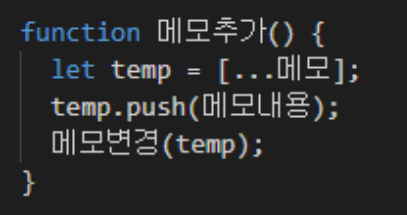 function 메모추가() {
let temp = [...메모];
temp.push(메모내용);
메모변경(temp);
}